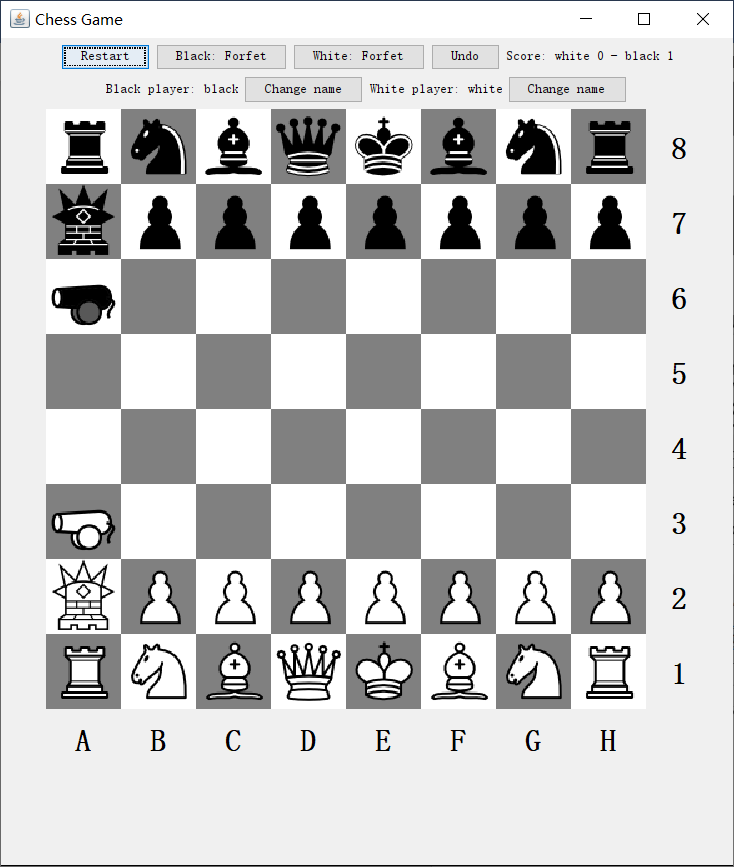 Chess Game
Restart Black: Forfet White: Forfet Undo Score: white 0 - black 1
Black player: black Change name White player: white Change name
8
7
6
5
4
3
2
1
A B C D E F G H